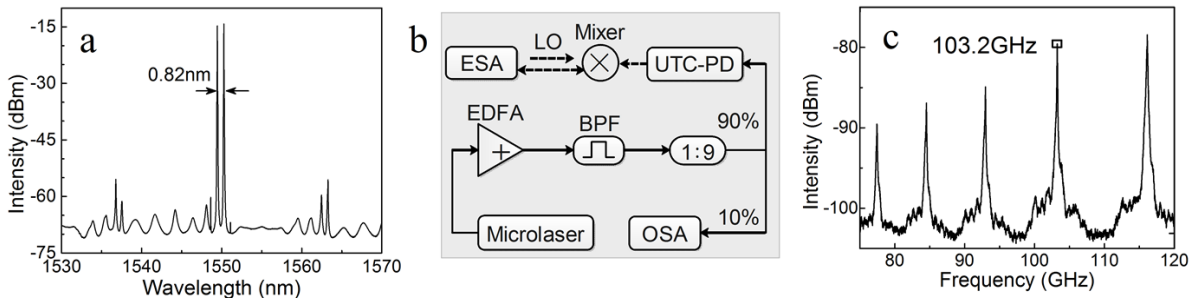 a
0.82nm
Intensity (dBm)
-15
-30
-45
-60
-75
1530
1540
1550
1560
1570
Wavelength (nm)
b
LO
Mixer
ESA
UTC-PD
EDFA
BPF
90%
+
1:9
10%
Microlaser
OSA
c
103.2GHz
Intensity (dBm)
-80
-90
-100
80
90
100
110
120
Frequency (GHz)